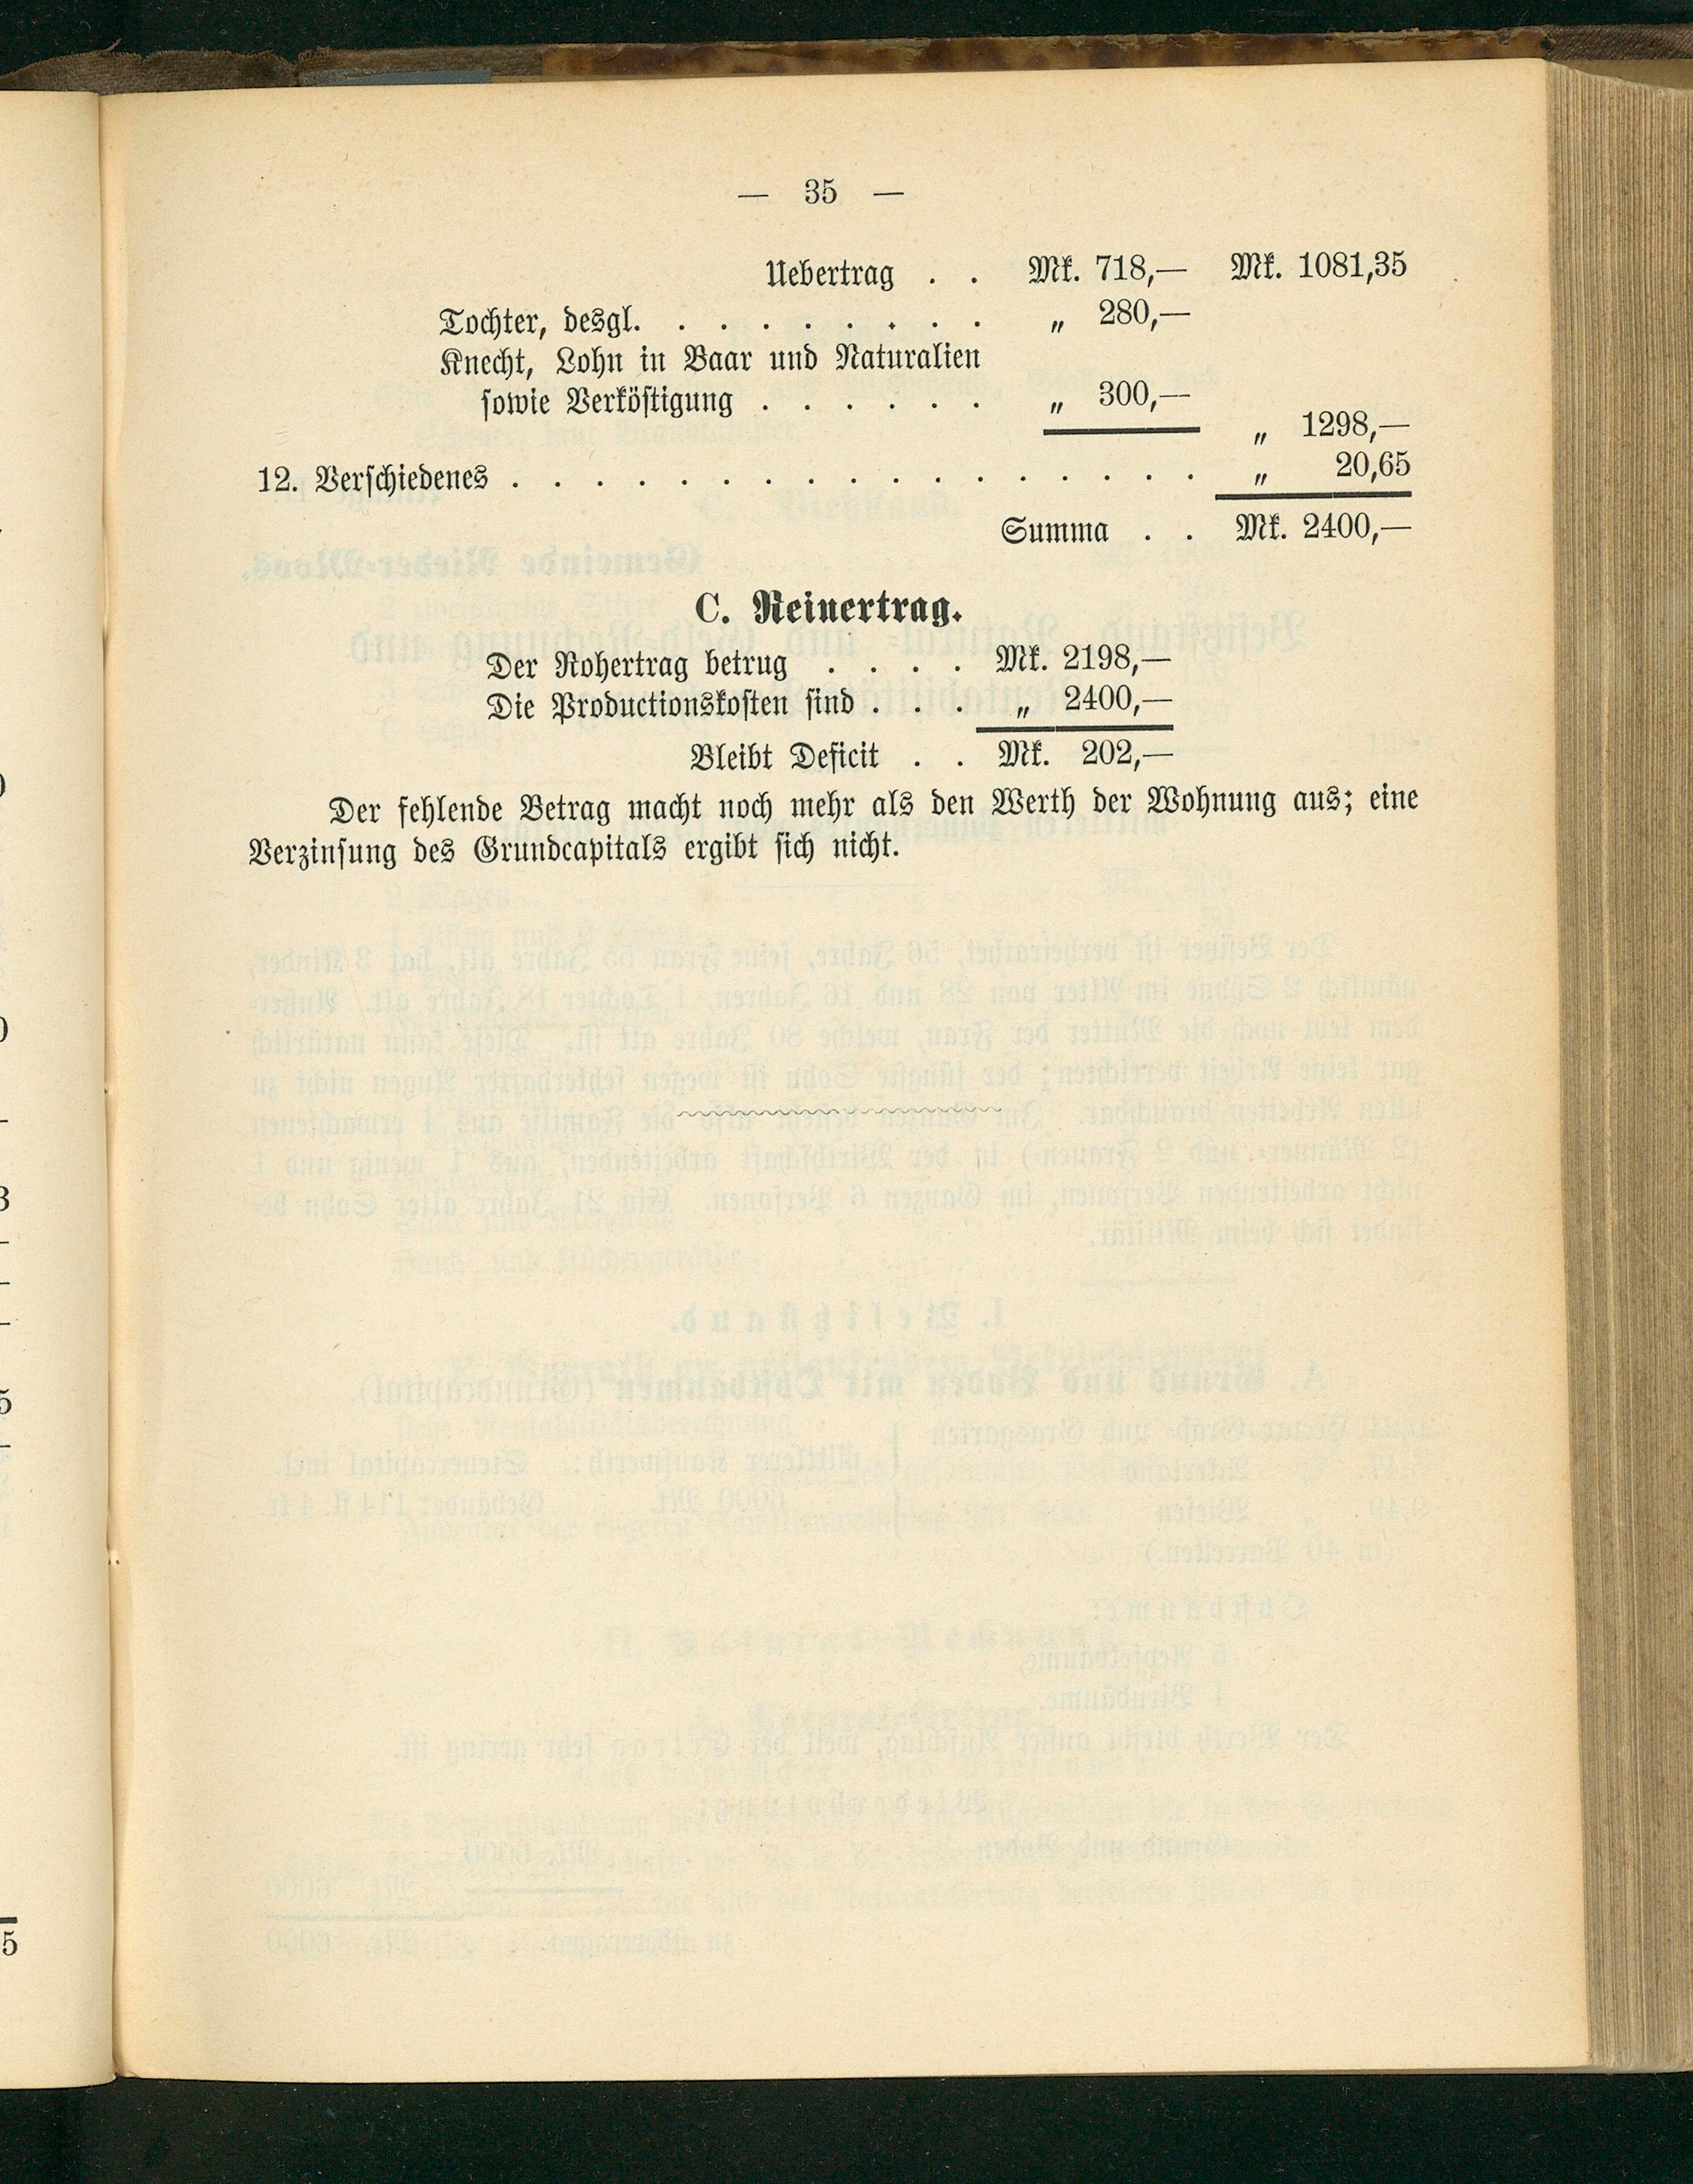 — 35 —
Uebertrag . . Mk. 718,— Mk. 1081,35
Tochter, desgl. . . . . . . . . „ 280,—
Knecht, Lohn in Baar und Naturalien
sowie Verköstigung . . . . . . „ 300,—
„ 1298,—
12. Verschiedenes . . . . . . . . . . . . . . . . . „ 20,65
Summa . . Mk. 2400,—
C. Reinertrag.
Der Rohertrag betrug . . . . Mk. 2198,—
Die Productionskosten sind . . . „ 2400,—
Bleibt Deficit . . Mk. 202,—
Der fehlende Betrag macht noch mehr als den Werth der Wohnung aus; eine
Verzinsung des Grundcapitals ergibt sich nicht.